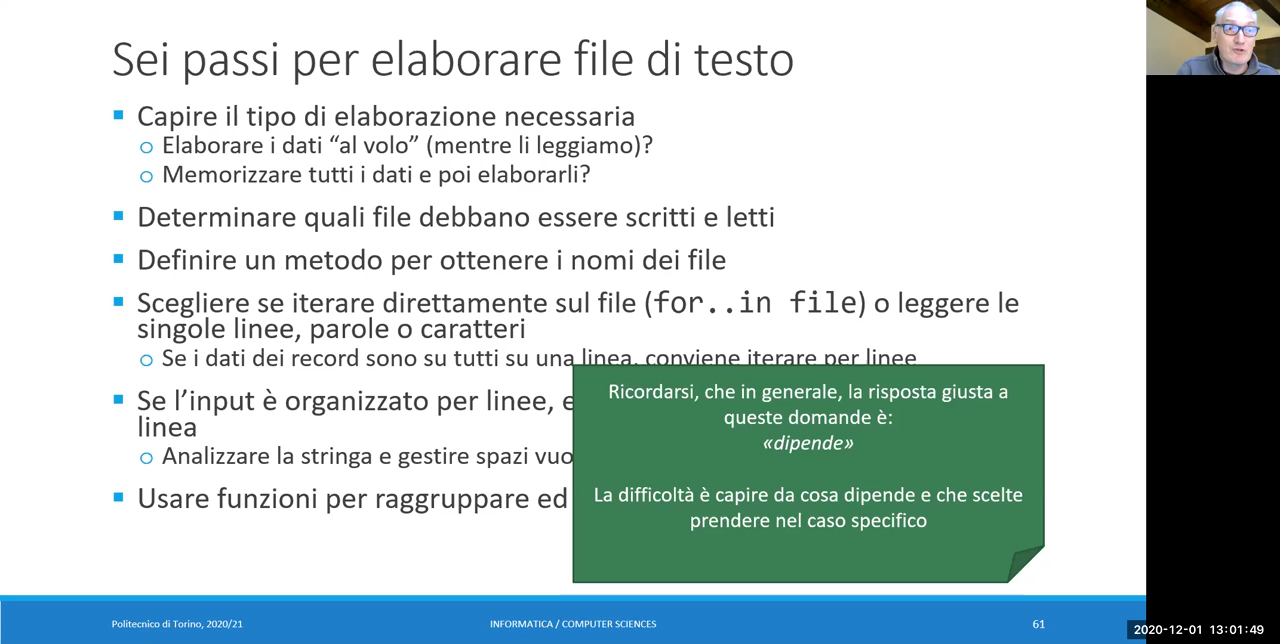 Sei passi per elaborare file di testo
Capire il tipo di elaborazione necessaria
Elaborare i dati “al volo” (mentre li leggiamo)?
Memorizzare tutti i dati e poi elaborarli?
Determinare quali file debbano essere scritti e letti
Definire un metodo per ottenere i nomi dei file
Scegliere se iterare direttamente sul file (for..in file) o leggere le
singole linee, parole o caratteri
Se i dati dei record sono su tutti su una linea, conviene iterare per linee
Se l’input è organizzato per linee, e
linea
Analizzare la stringa e gestire spazi vuo
Usare funzioni per raggruppare ed
Ricordarsi, che in generale, la risposta giusta a
queste domande è:
«dipende»
La difficoltà è capire da cosa dipende e che scelte
prendere nel caso specifico
Politecnico di Torino, 2020/21
INFORMATICA / COMPUTER SCIENCES
61
2020-12-01 13:01:49